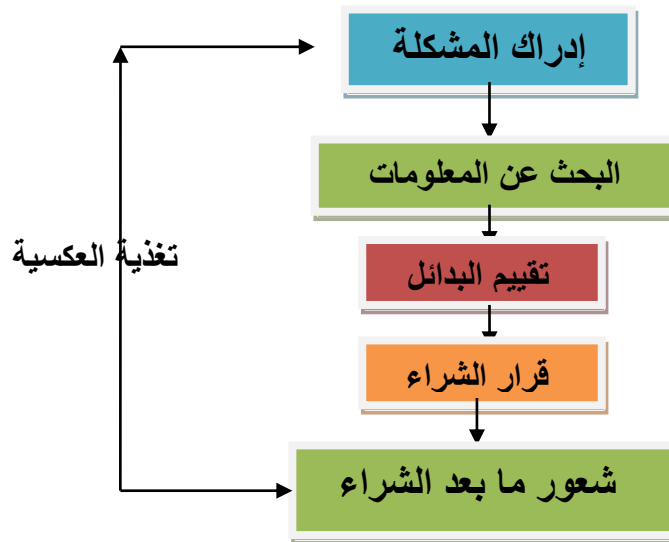 إدراك المشكلة
البحث عن المعلومات
تغذية العكسية
تقييم البدائل
قرار الشراء
شعور ما بعد الشراء